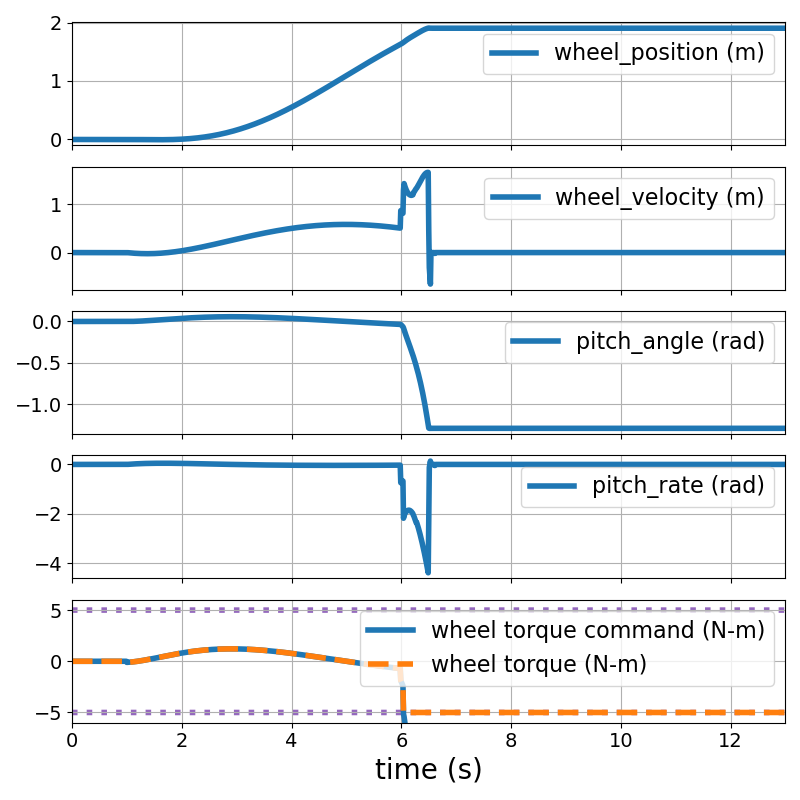 2
1
0
wheel_position (m)
1
0
wheel_velocity (m)
0.0
−0.5
−1.0
pitch_angle (rad)
0
−2
−4
pitch_rate (rad)
5
0
−5
wheel torque command (N-m)
wheel torque (N-m)
0 2 4 6 8 10 12
time (s)